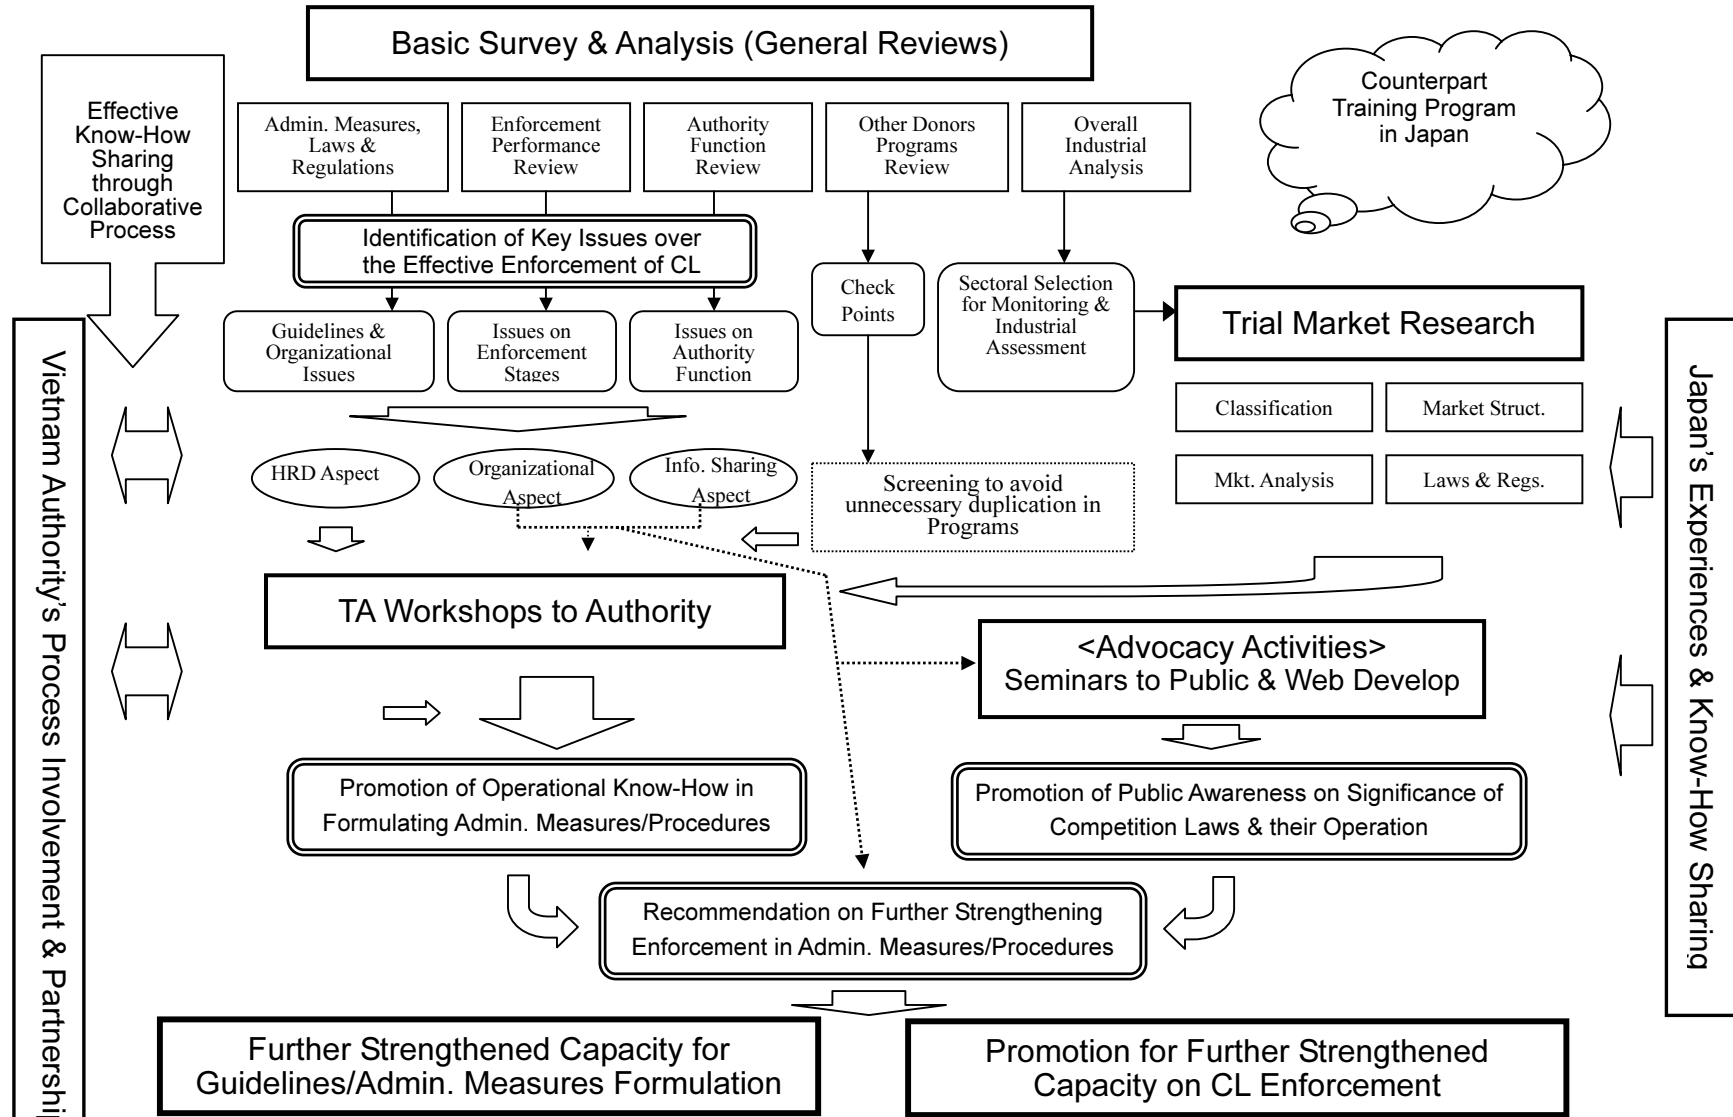 Basic Survey & Analysis (General Reviews)
Effective
Know-How
Sharing
through
Collaborative
Process
Admin. Measures,
Laws &
Regulations
Enforcement
Performance
Review
Authority
Function
Review
Other Donors
Programs
Review
Overall
Industrial
Analysis
Counterpart
Training Program
in Japan
Identification of Key Issues over
the Effective Enforcement of CL
Check
Points
Sectoral Selection
for Monitoring &
Industrial
Assessment
Trial Market Research
Guidelines &
Organizational
Issues
Issues on
Enforcement
Stages
Issues on
Authority
Function
Classification
Market Struct.
Mkt. Analysis
Laws & Regs.
HRD Aspect
Organizational
Aspect
Info. Sharing
Aspect
Screening to avoid
unnecessary duplication in
Programs
Vietnam Authority's Process Involvement & Partnership
Japan's Experiences & Know-How Sharing
TA Workshops to Authority
<Advocacy Activities>
Seminars to Public & Web Develop
Promotion of Operational Know-How in
Formulating Admin. Measures/Procedures
Promotion of Public Awareness on Significance of
Competition Laws & their Operation
Recommendation on Further Strengthening
Enforcement in Admin. Measures/Procedures
Further Strengthened Capacity for
Guidelines/Admin. Measures Formulation
Promotion for Further Strengthened
Capacity on CL Enforcement